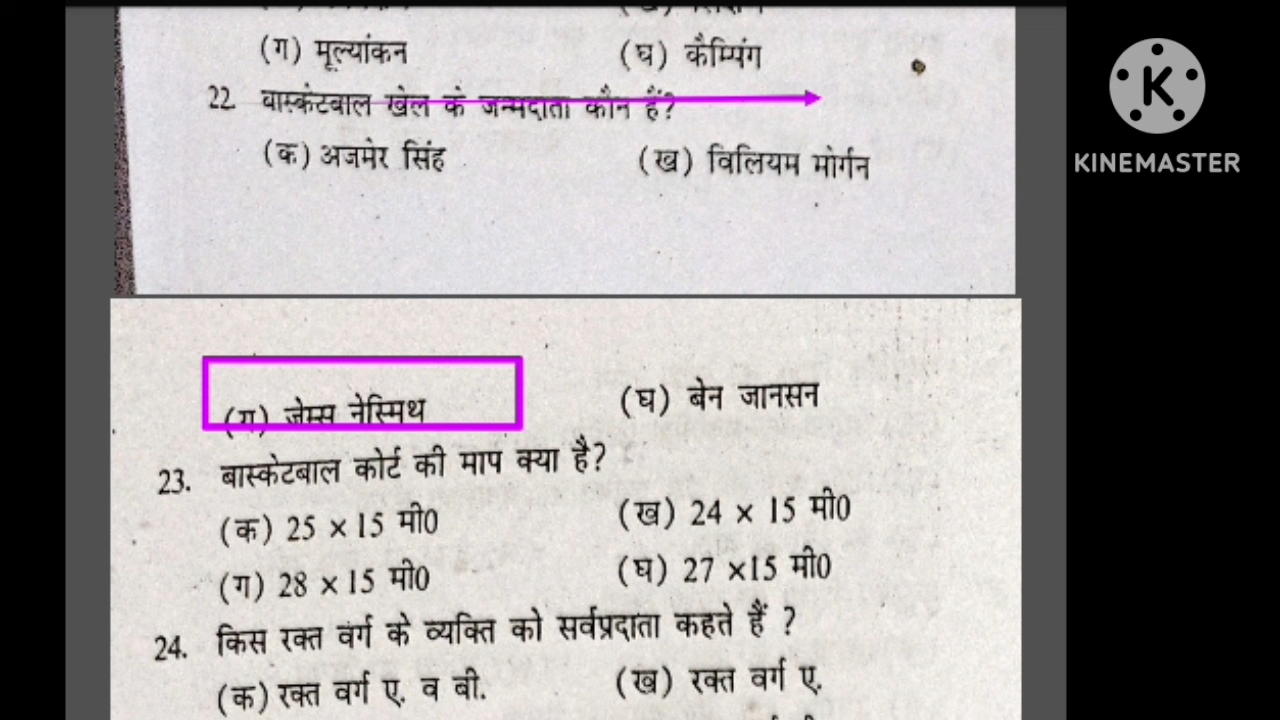 (ग) मूल्यांकन (घ) कैम्पिंग
22. वास्केटबाल खेल के जन्मदाता कौन हैं?
(क) अजमेर सिंह (ख) विलियम मोर्गन
(ग) जेम्स नेस्मिथ (घ) बेन जानसन
23. बास्केटबाल कोर्ट की माप क्या है?
(क) 25 × 15 मी0 (ख) 24 × 15 मी0
(ग) 28 × 15 मी0 (घ) 27 ×15 मी0
24. किस रक्त वर्ग के व्यक्ति को सर्वप्रदाता कहते हैं ?
(क) रक्त वर्ग ए. व बी. (ख) रक्त वर्ग ए.
K
KINEMASTER